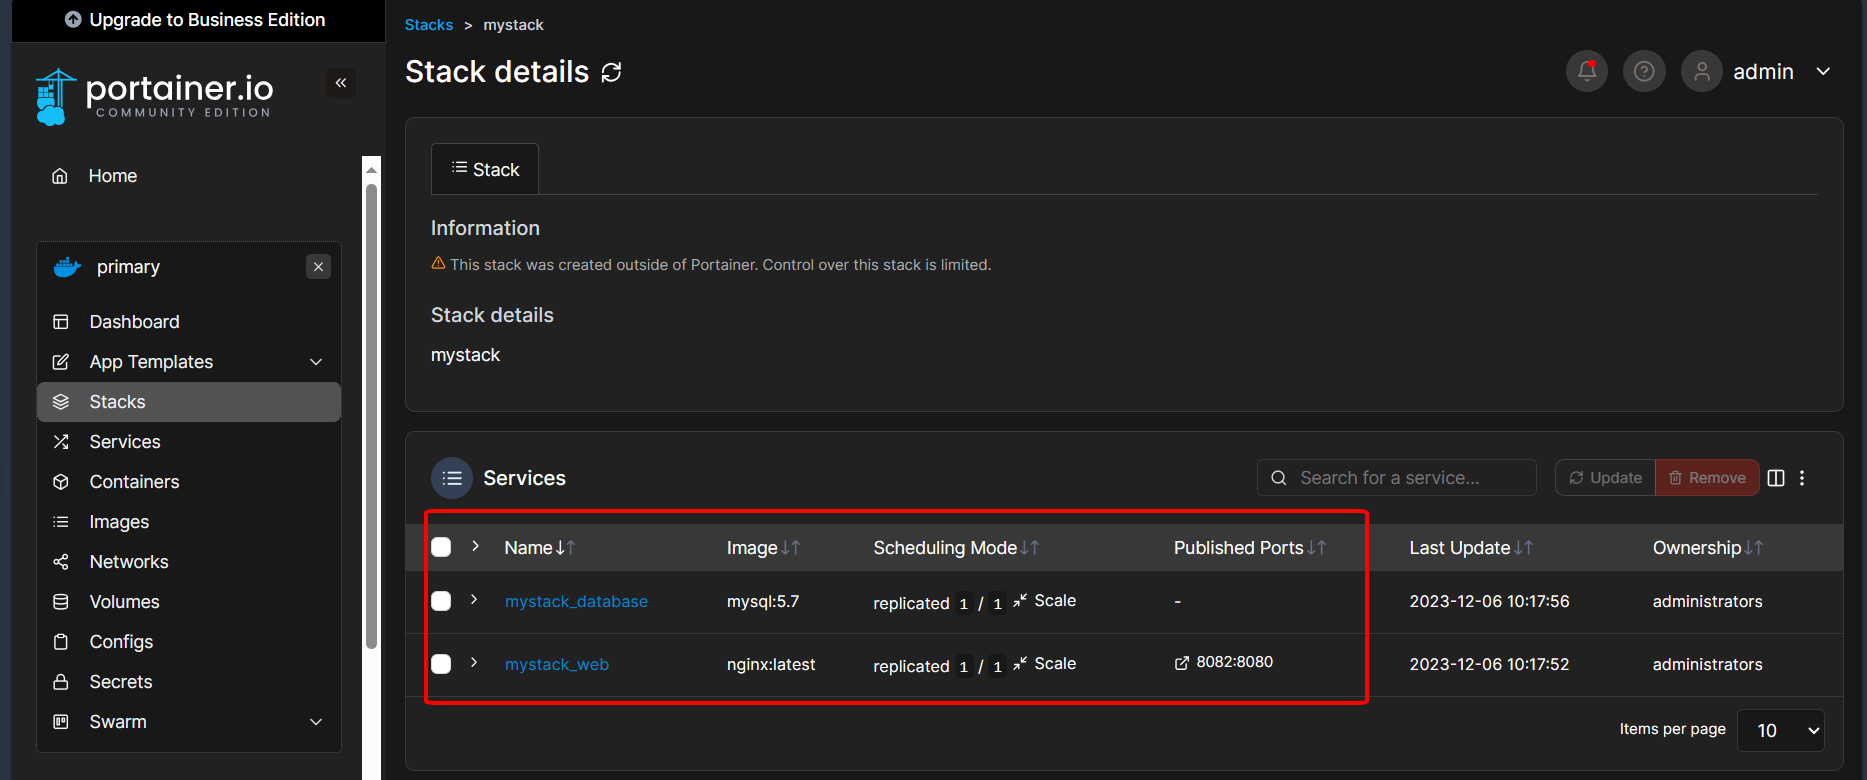 Upgrade to Business Edition
portainer.io
COMMUNITY EDITION
Home
primary
Dashboard
App Templates
Stacks
Services
Containers
Images
Networks
Volumes
Configs
Secrets
Swarm
Stacks > mystack
Stack details
admin
Stack
Information
This stack was created outside of Portainer. Control over this stack is limited.
Stack details
mystack
Services
Search for a service...
Update
Remove
Name Image Scheduling Mode Published Ports Last Update Ownership
mystack_database mysql:5.7 replicated 1 / 1 Scale - 2023-12-06 10:17:56 administrators
mystack_web nginx:latest replicated 1 / 1 Scale 8082:8080 2023-12-06 10:17:52 administrators
Items per page 10